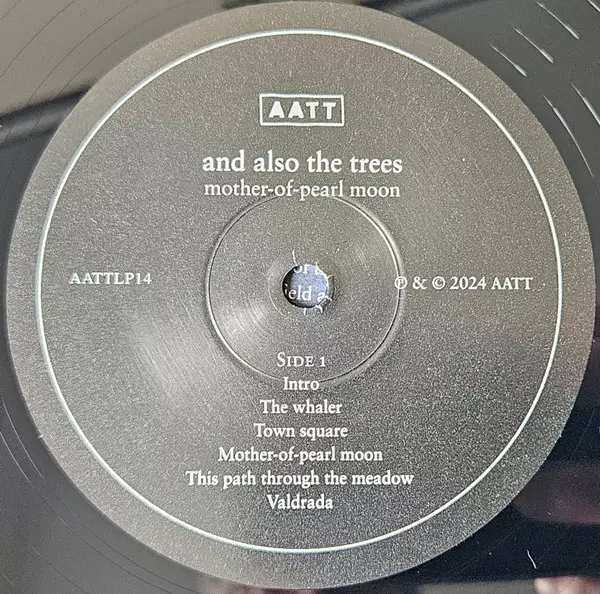 AATT
and also the trees
mother-of-pearl moon
AATTLP14
℗ & © 2024 AATT
SIDE 1
Intro
The whaler
Town square
Mother-of-pearl moon
This path through the meadow
Valdrada